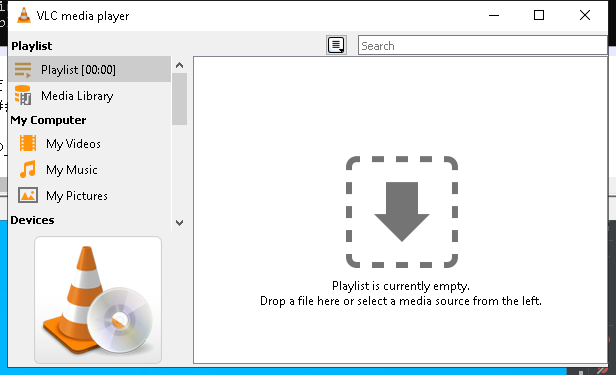 VLC media player
Playlist
Search
Playlist [00:00]
Media Library
My Computer
My Videos
My Music
My Pictures
Devices
Playlist is currently empty.
Drop a file here or select a media source from the left.